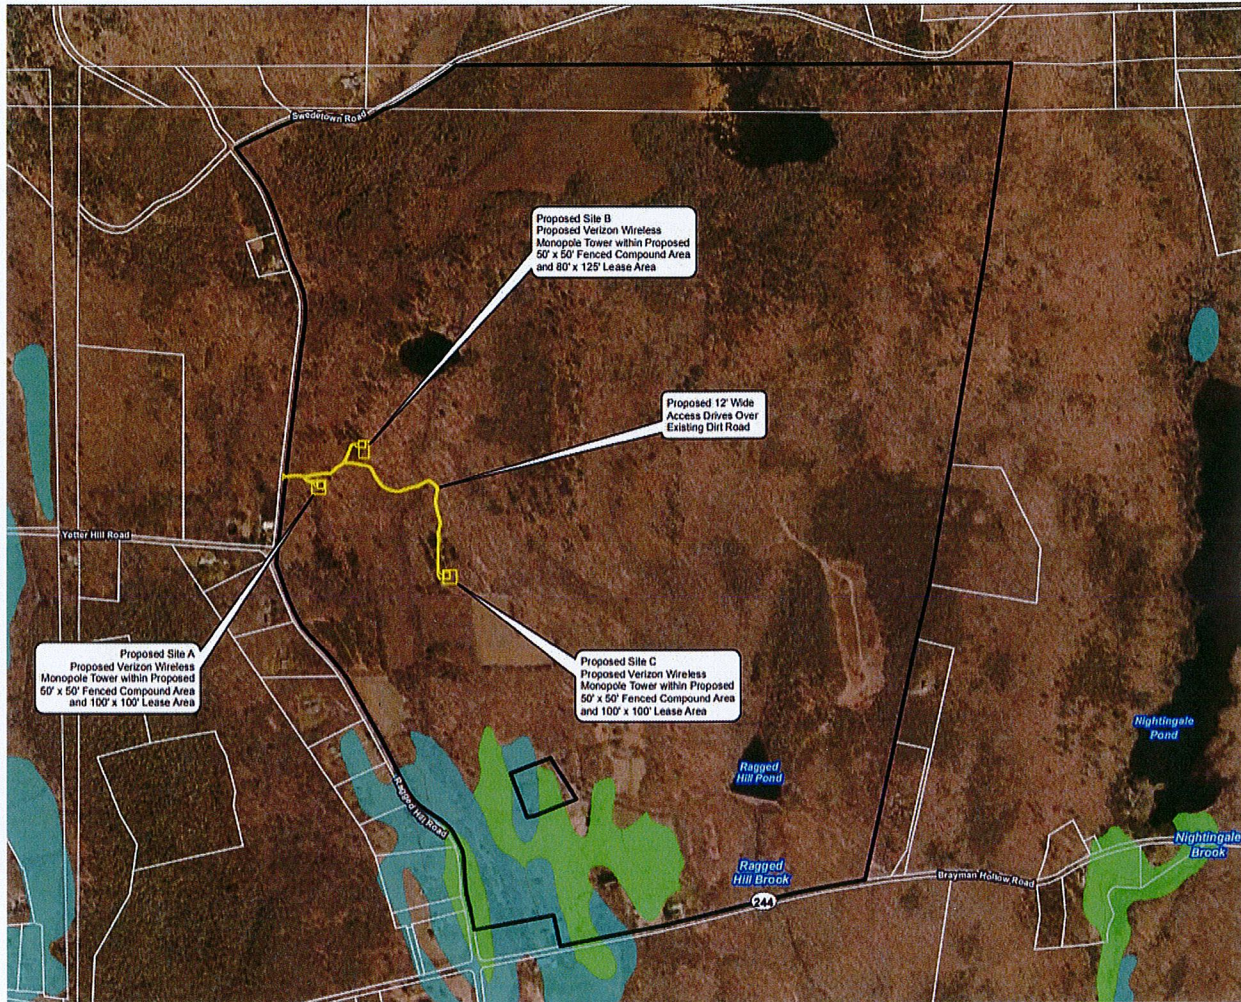 Swedetown Road
Proposed Site B
Proposed Verizon Wireless
Monopole Tower within Proposed
50' x 50' Fenced Compound Area
and 80' x 125' Lease Area
Proposed 12' Wide
Access Drives Over
Existing Dirt Road
Yetter Hill Road
Proposed Site A
Proposed Verizon Wireless
Monopole Tower within Proposed
50' x 50' Fenced Compound Area
and 100' x 100' Lease Area
Proposed Site C
Proposed Verizon Wireless
Monopole Tower within Proposed
50' x 50' Fenced Compound Area
and 100' x 100' Lease Area
Nightingale
Pond
Ragged
Hill Pond
Ragged Hill Road
Nightingale
Brook
Ragged
Hill Brook
Brayman Hollow Road
244